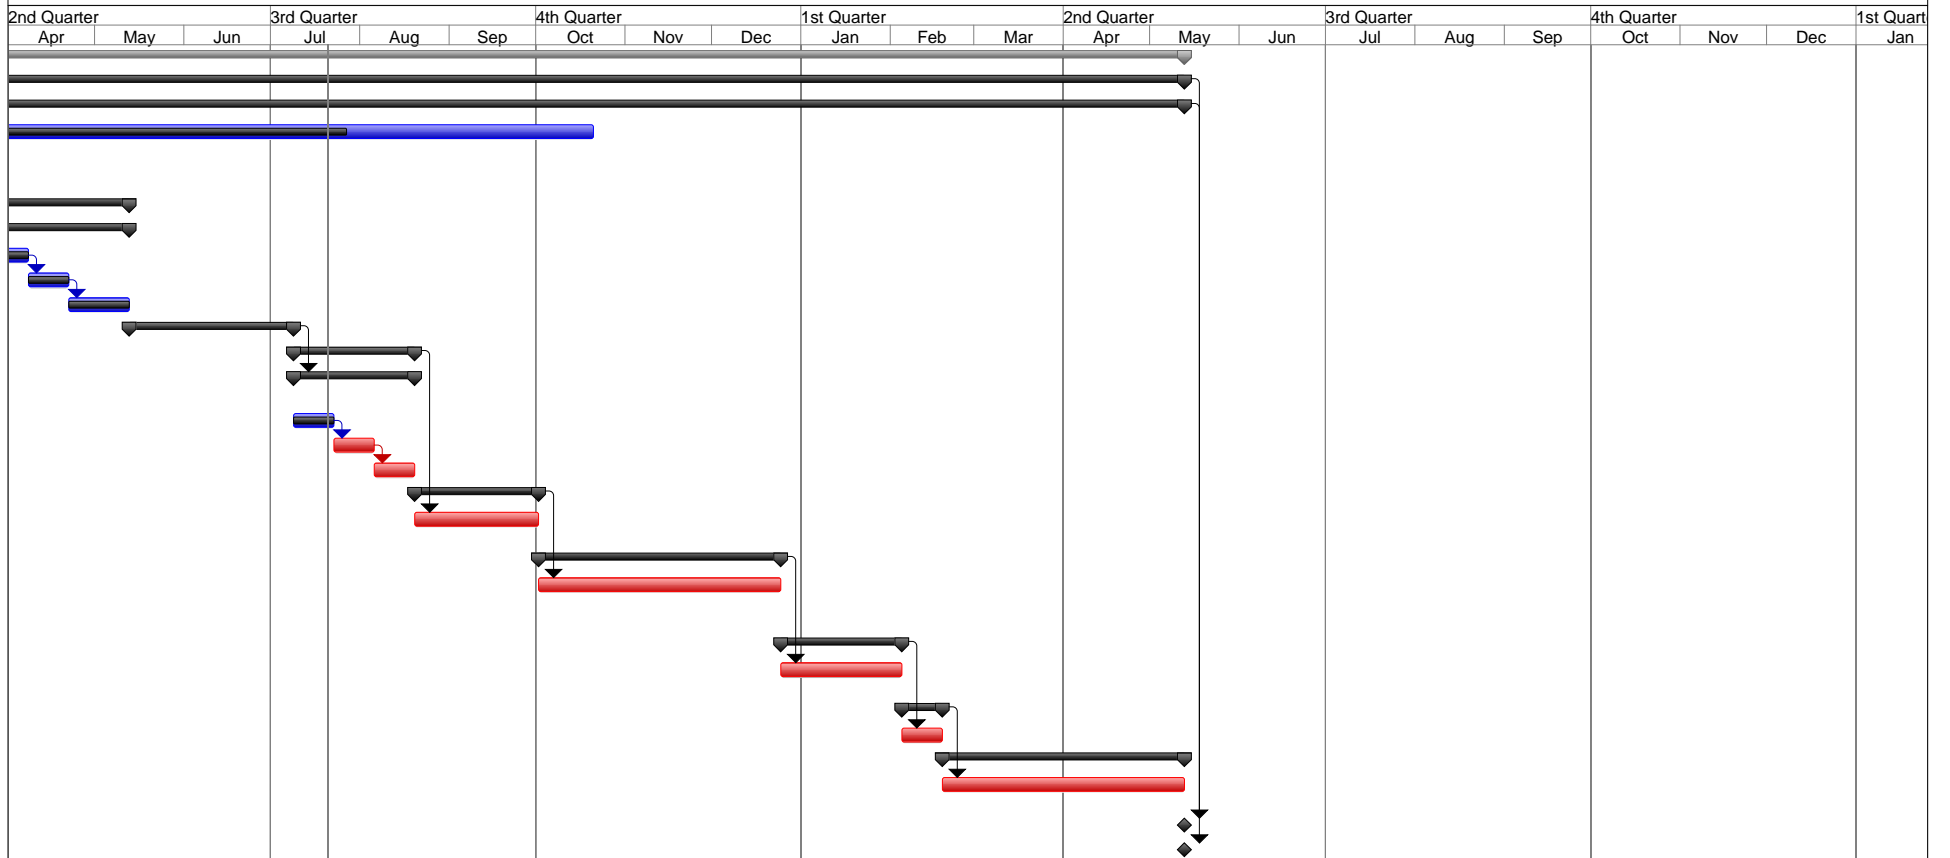 2nd Quarter 3rd Quarter 4th Quarter 1st Quarter 2nd Quarter 3rd Quarter 4th Quarter 1st Quart
Apr May Jun Jul Aug Sep Oct Nov Dec Jan Feb Mar Apr May Jun Jul Aug Sep Oct Nov Dec Jan